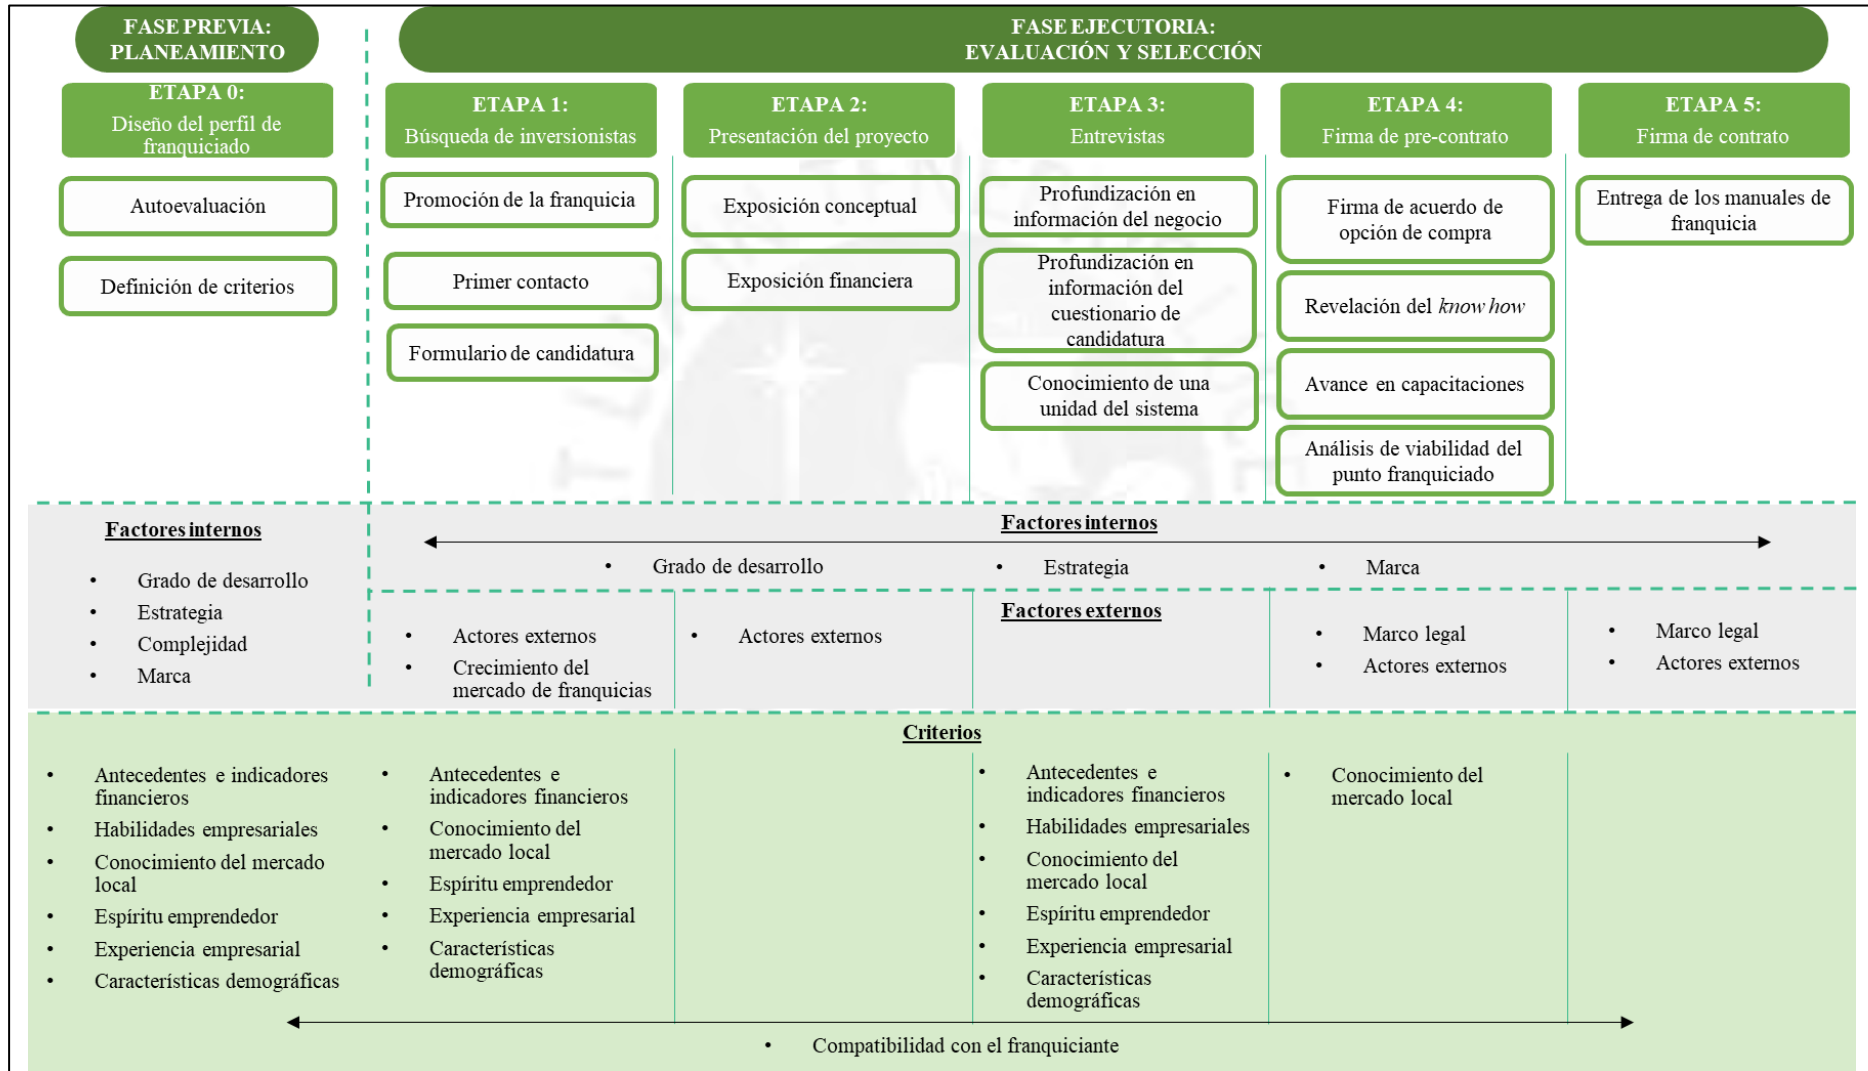 FASE PREVIA:
PLANEAMIENTO
FASE EJECUTORIA:
EVALUACIÓN Y SELECCIÓN
ETAPA 0:
Diseño del perfil de
franquiciado
ETAPA 1:
Búsqueda de inversionistas
ETAPA 2:
Presentación del proyecto
ETAPA 3:
Entrevistas
ETAPA 4:
Firma de pre-contrato
ETAPA 5:
Firma de contrato
Autoevaluación
Definición de criterios
Promoción de la franquicia
Primer contacto
Formulario de candidatura
Exposición conceptual
Exposición financiera
Profundización en
información del negocio
Profundización en
información del
cuestionario de
candidatura
Conocimiento de una
unidad del sistema
Firma de acuerdo de
opción de compra
Revelación del know how
Avance en capacitaciones
Análisis de viabilidad del
punto franquiciado
Entrega de los manuales de
franquicia
Factores internos
• Grado de desarrollo
• Estrategia
• Complejidad
• Marca
Factores internos
• Grado de desarrollo
• Estrategia
• Marca
Factores externos
• Actores externos
• Crecimiento del
mercado de franquicias
• Actores externos
• Marco legal
• Actores externos
• Marco legal
• Actores externos
Criterios
• Antecedentes e indicadores
financieros
• Habilidades empresariales
• Conocimiento del mercado
local
• Espíritu emprendedor
• Experiencia empresarial
• Características demográficas
• Antecedentes e
indicadores financieros
• Conocimiento del
mercado local
• Espíritu emprendedor
• Experiencia empresarial
• Características
demográficas
• Antecedentes e
indicadores financieros
• Habilidades empresariales
• Conocimiento del
mercado local
• Espíritu emprendedor
• Experiencia empresarial
• Características
demográficas
• Conocimiento del
mercado local
• Compatibilidad con el franquiciante